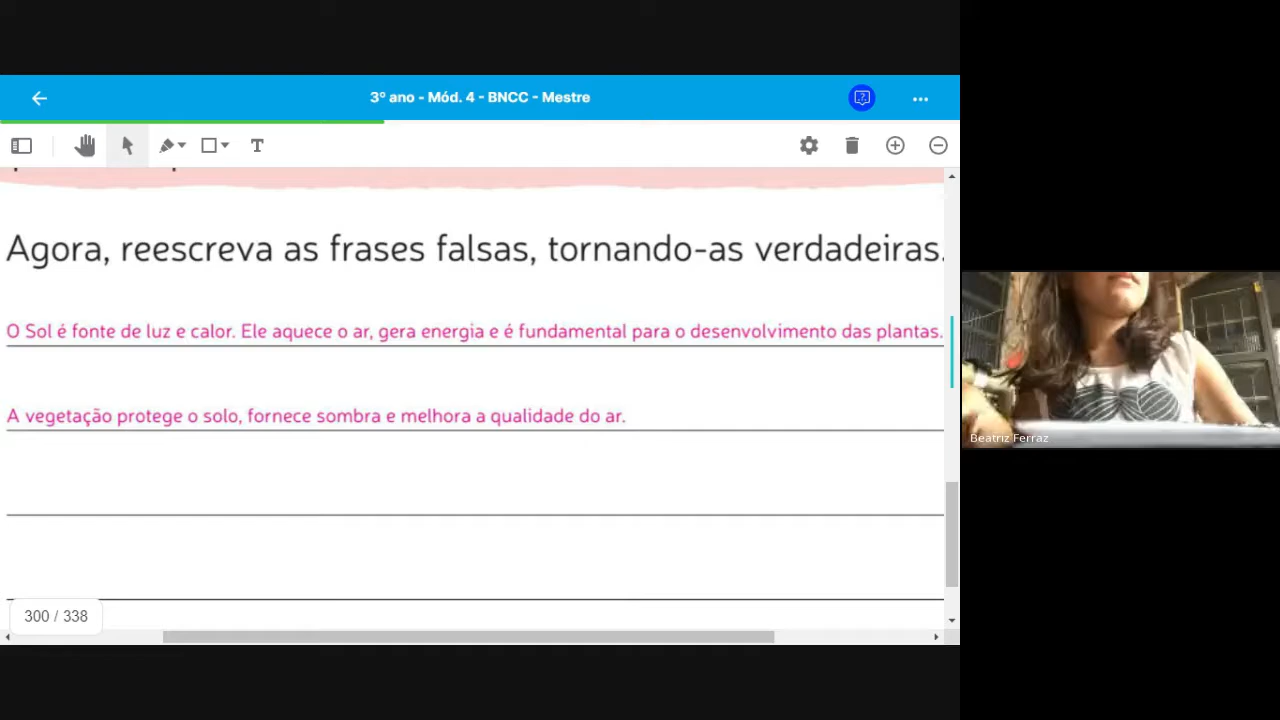 3º ano - Mód. 4 - BNCC - Mestre
Agora, reescreva as frases falsas, tornando-as verdadeiras.
O Sol é fonte de luz e calor. Ele aquece o ar, gera energia e é fundamental para o desenvolvimento das plantas.
A vegetação protege o solo, fornece sombra e melhora a qualidade do ar.
300 / 338
Beatriz Ferraz